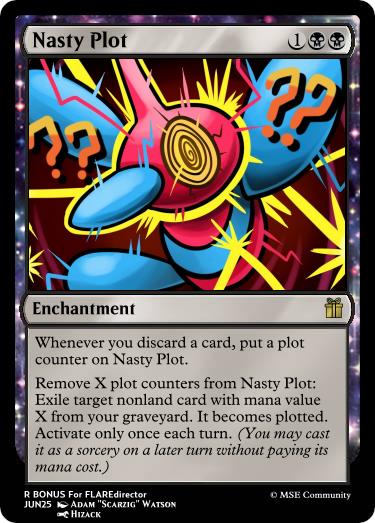 Nasty Plot 1
?? ??
Enchantment
Whenever you discard a card, put a plot
counter on Nasty Plot.
Remove X plot counters from Nasty Plot:
Exile target nonland card with mana value
X from your graveyard. It becomes plotted.
Activate only once each turn. (You may cast
it as a sorcery on a later turn without paying its
mana cost.)
R BONUS For FLAREdirector
JUN25 Adam "Scarzig" Watson
Hizack
© MSE Community